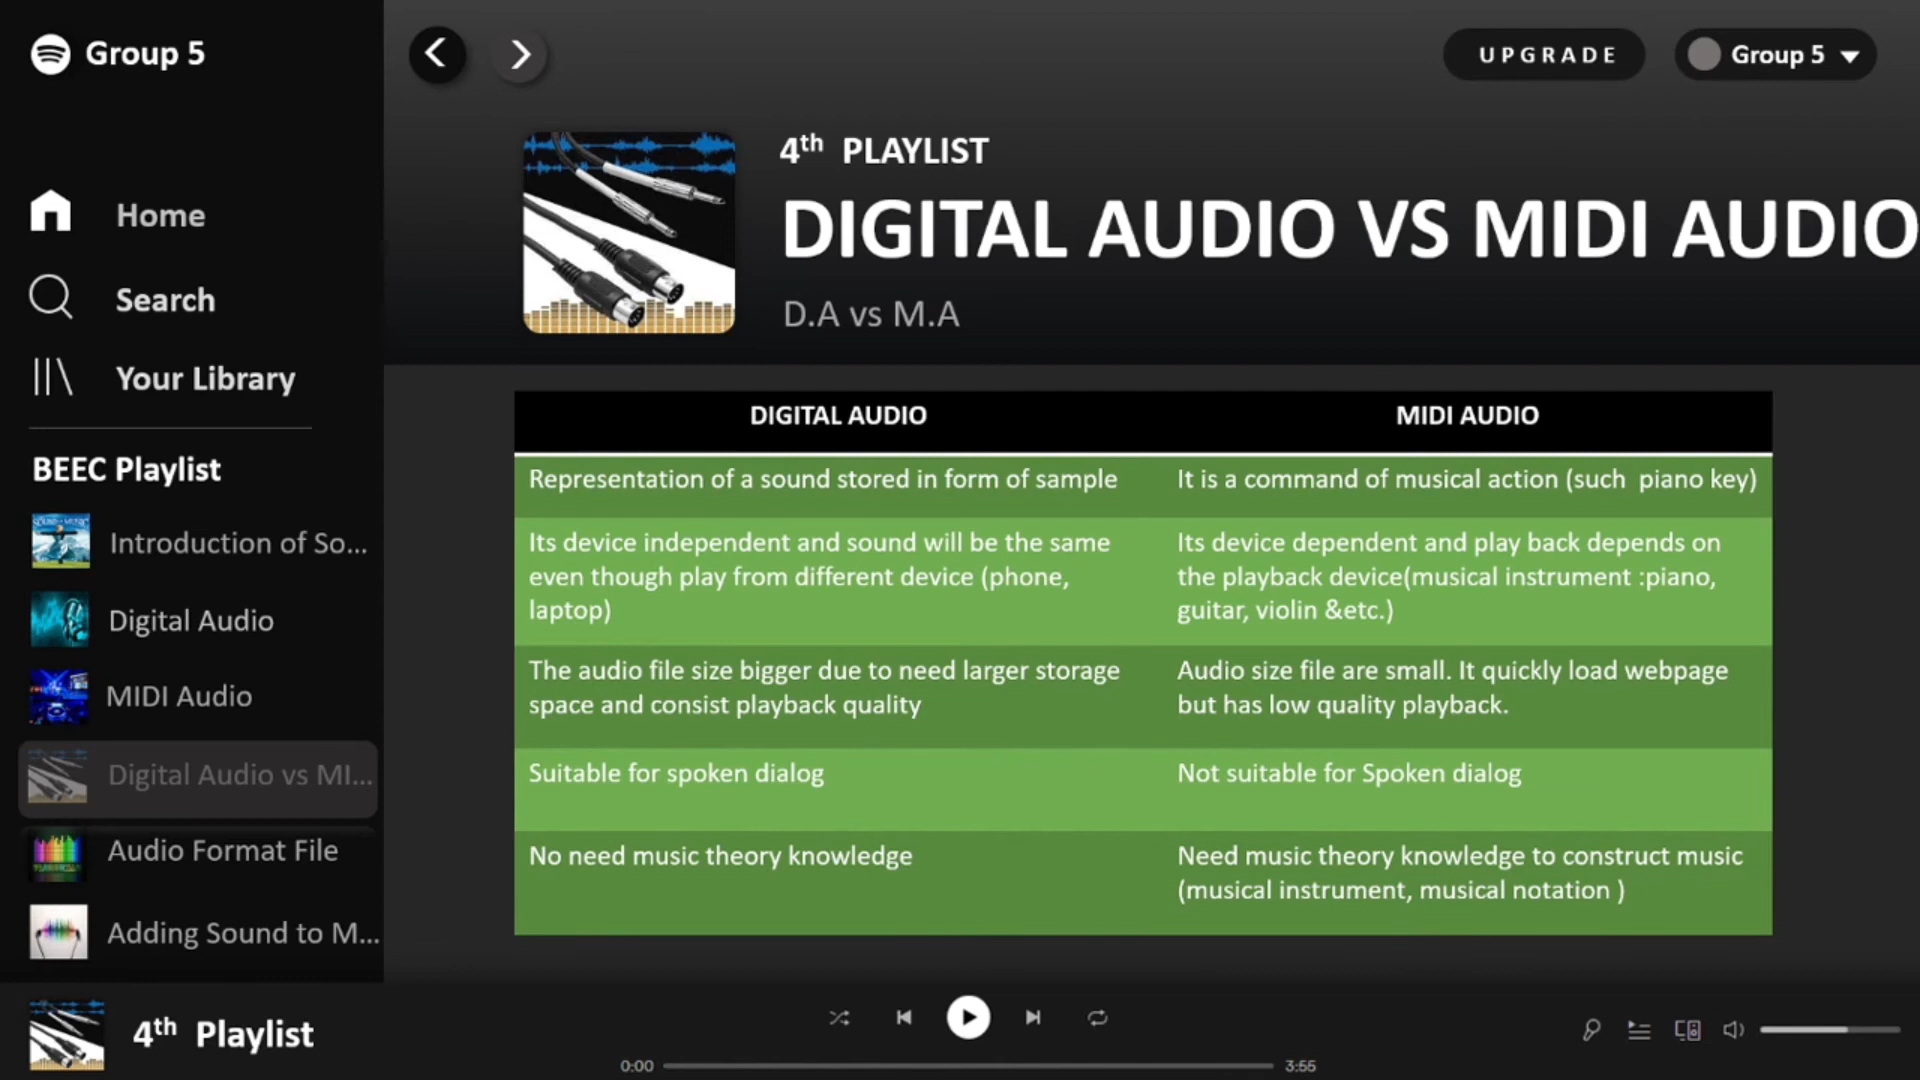 Group 5
Home
Search
Your Library
BEEC Playlist
Introduction of So...
Digital Audio
MIDI Audio
Digital Audio vs MI...
Audio Format File
Adding Sound to M...
UPGRADE
Group 5
4th PLAYLIST
DIGITAL AUDIO VS MIDI AUDIO
D.A vs M.A
DIGITAL AUDIO
MIDI AUDIO
Representation of a sound stored in form of sample
It is a command of musical action (such piano key)
Its device independent and sound will be the same
even though play from different device (phone,
laptop)
Its device dependent and play back depends on
the playback device(musical instrument :piano,
guitar, violin &etc.)
The audio file size bigger due to need larger storage
space and consist playback quality
Audio size file are small. It quickly load webpage
but has low quality playback.
Suitable for spoken dialog
Not suitable for Spoken dialog
No need music theory knowledge
Need music theory knowledge to construct music
(musical instrument, musical notation )
4th Playlist
0:00
3:55